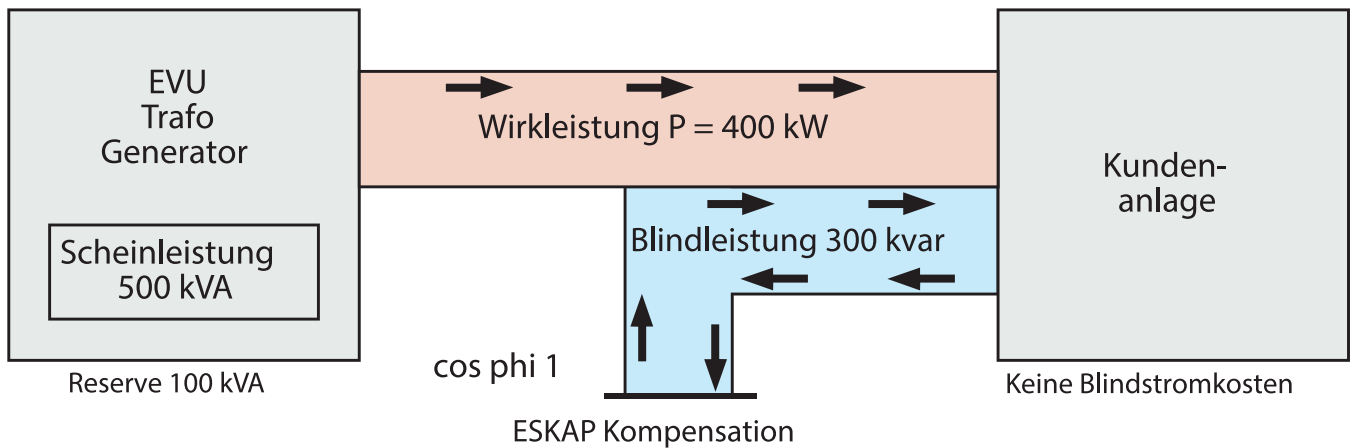 EVU
Trafo
Generator
Scheinleistung
500 kVA
Reserve 100 kVA
Wirkleistung P = 400 kW
Blindleistung 300 kvar
cos phi 1
ESKAP Kompensation
Kunden-
anlage
Keine Blindstromkosten